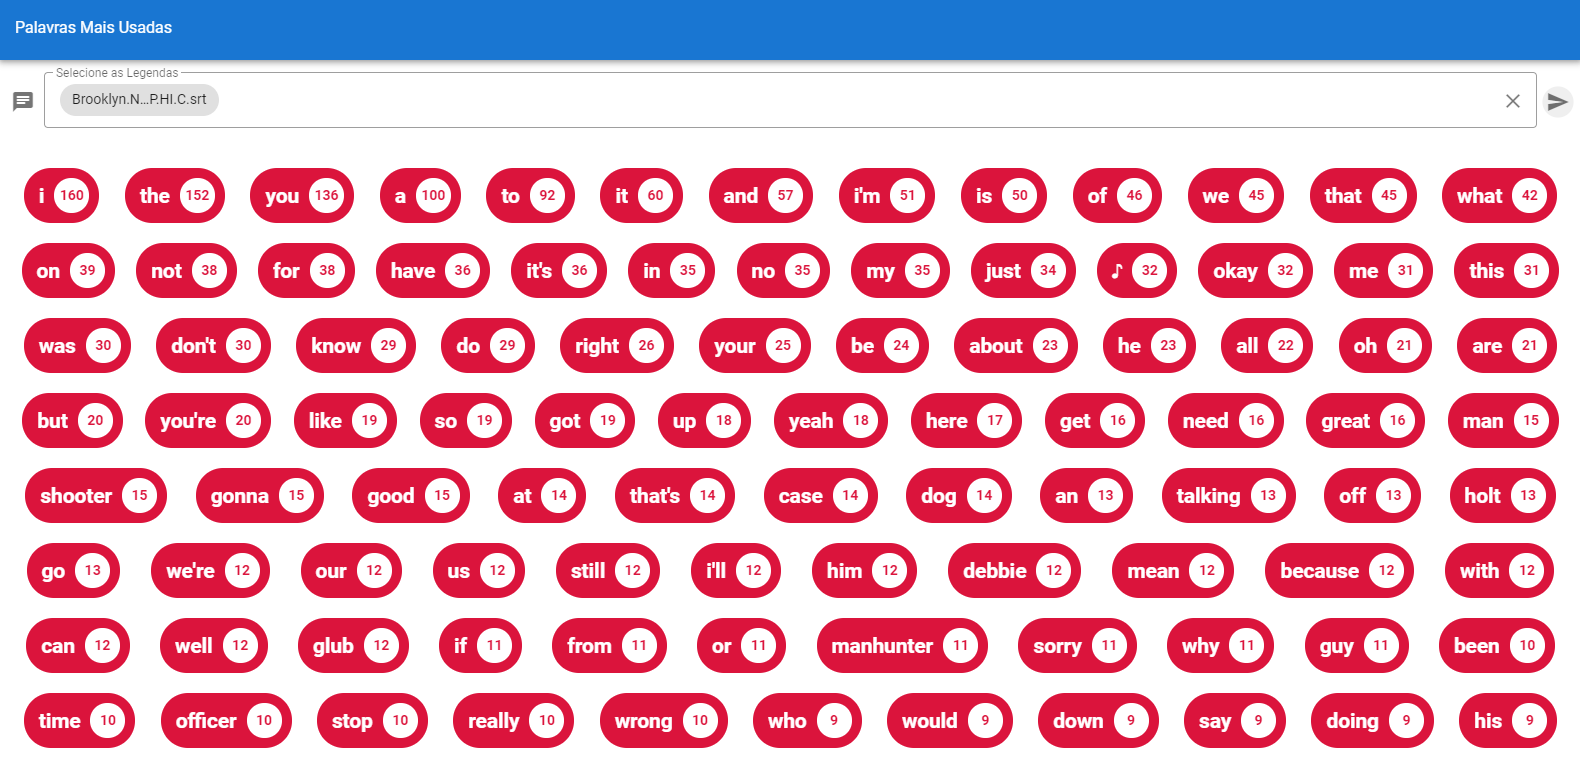 Palavras Mais Usadas
Selecione as Legendas
Brooklyn.N...P.HI.C.srt
i 160 the 152 you 136 a 100 to 92 it 60 and 57 i'm 51 is 50 of 46 we 45 that 45 what 42
on 39 not 38 for 38 have 36 it's 36 in 35 no 35 my 35 just 34 ♪ 32 okay 32 me 31 this 31
was 30 don't 30 know 29 do 29 right 26 your 25 be 24 about 23 he 23 all 22 oh 21 are 21
but 20 you're 20 like 19 so 19 got 19 up 18 yeah 18 here 17 get 16 need 16 great 16 man 15
shooter 15 gonna 15 good 15 at 14 that's 14 case 14 dog 14 an 13 talking 13 off 13 holt 13
go 13 we're 12 our 12 us 12 still 12 i'll 12 him 12 debbie 12 mean 12 because 12 with 12
can 12 well 12 glub 12 if 11 from 11 or 11 manhunter 11 sorry 11 why 11 guy 11 been 10
time 10 officer 10 stop 10 really 10 wrong 10 who 9 would 9 down 9 say 9 doing 9 his 9